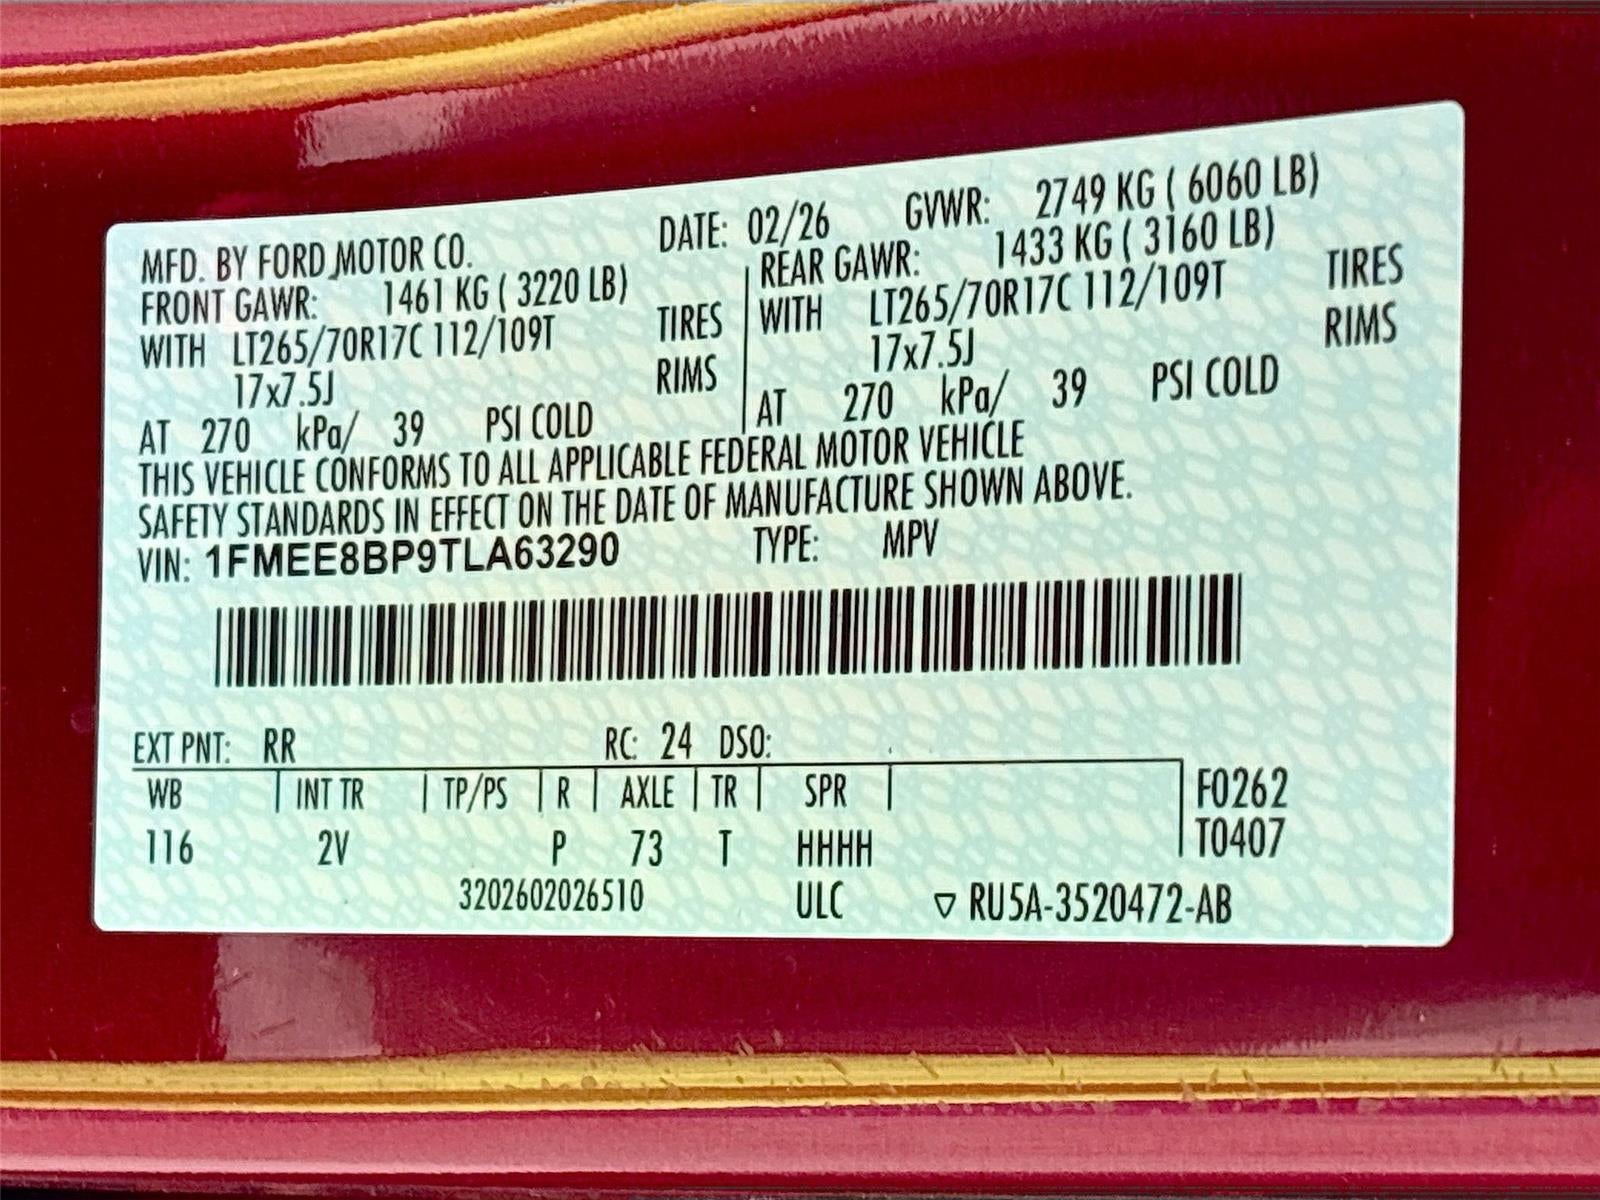 MFD. BY FORD MOTOR CO. DATE: 02/26 GVWR: 2749 KG ( 6060 LB)
FRONT GAWR: 1461 KG ( 3220 LB) REAR GAWR: 1433 KG ( 3160 LB)
WITH LT265/70R17C 112/109T TIRES WITH LT265/70R17C 112/109T TIRES
17x7.5J RIMS 17x7.5J RIMS
AT 270 kPa/ 39 PSI COLD AT 270 kPa/ 39 PSI COLD
THIS VEHICLE CONFORMS TO ALL APPLICABLE FEDERAL MOTOR VEHICLE
SAFETY STANDARDS IN EFFECT ON THE DATE OF MANUFACTURE SHOWN ABOVE.
VIN: 1FMEE8BP9TLA63290 TYPE: MPV
EXT PNT: RR RC: 24 DSO:
WB INT TR TP/PS R AXLE TR SPR F0262
116 2V P 73 T HHHH T0407
3202602026510 ULC ▽ RU5A-3520472-AB